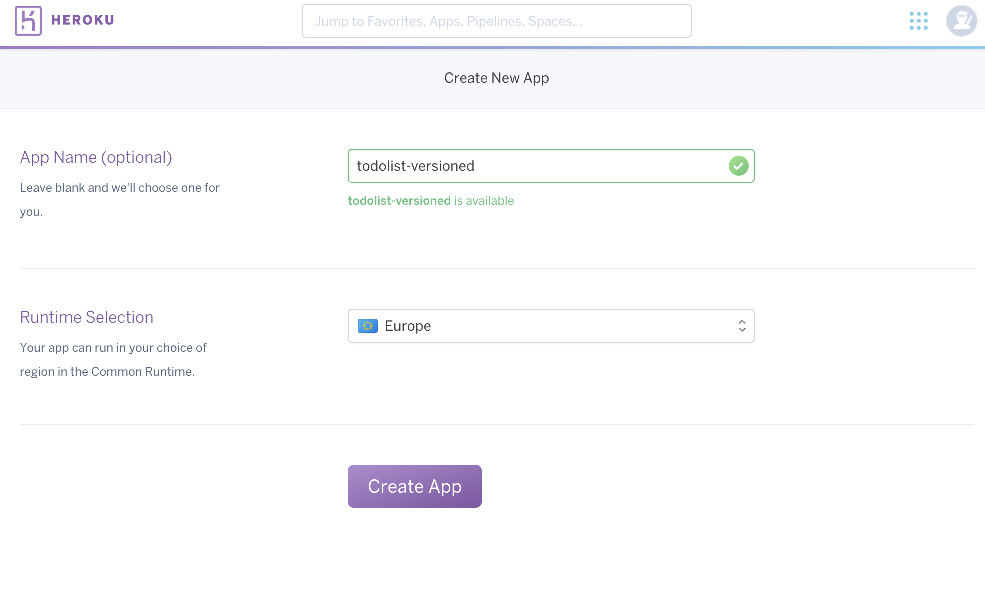 HEROKU
Jump to Favorites, Apps, Pipelines, Spaces...
Create New App
App Name (optional)
Leave blank and we'll choose one for
you.
todolist-versioned
todolist-versioned is available
Runtime Selection
Your app can run in your choice of
region in the Common Runtime.
Europe
Create App